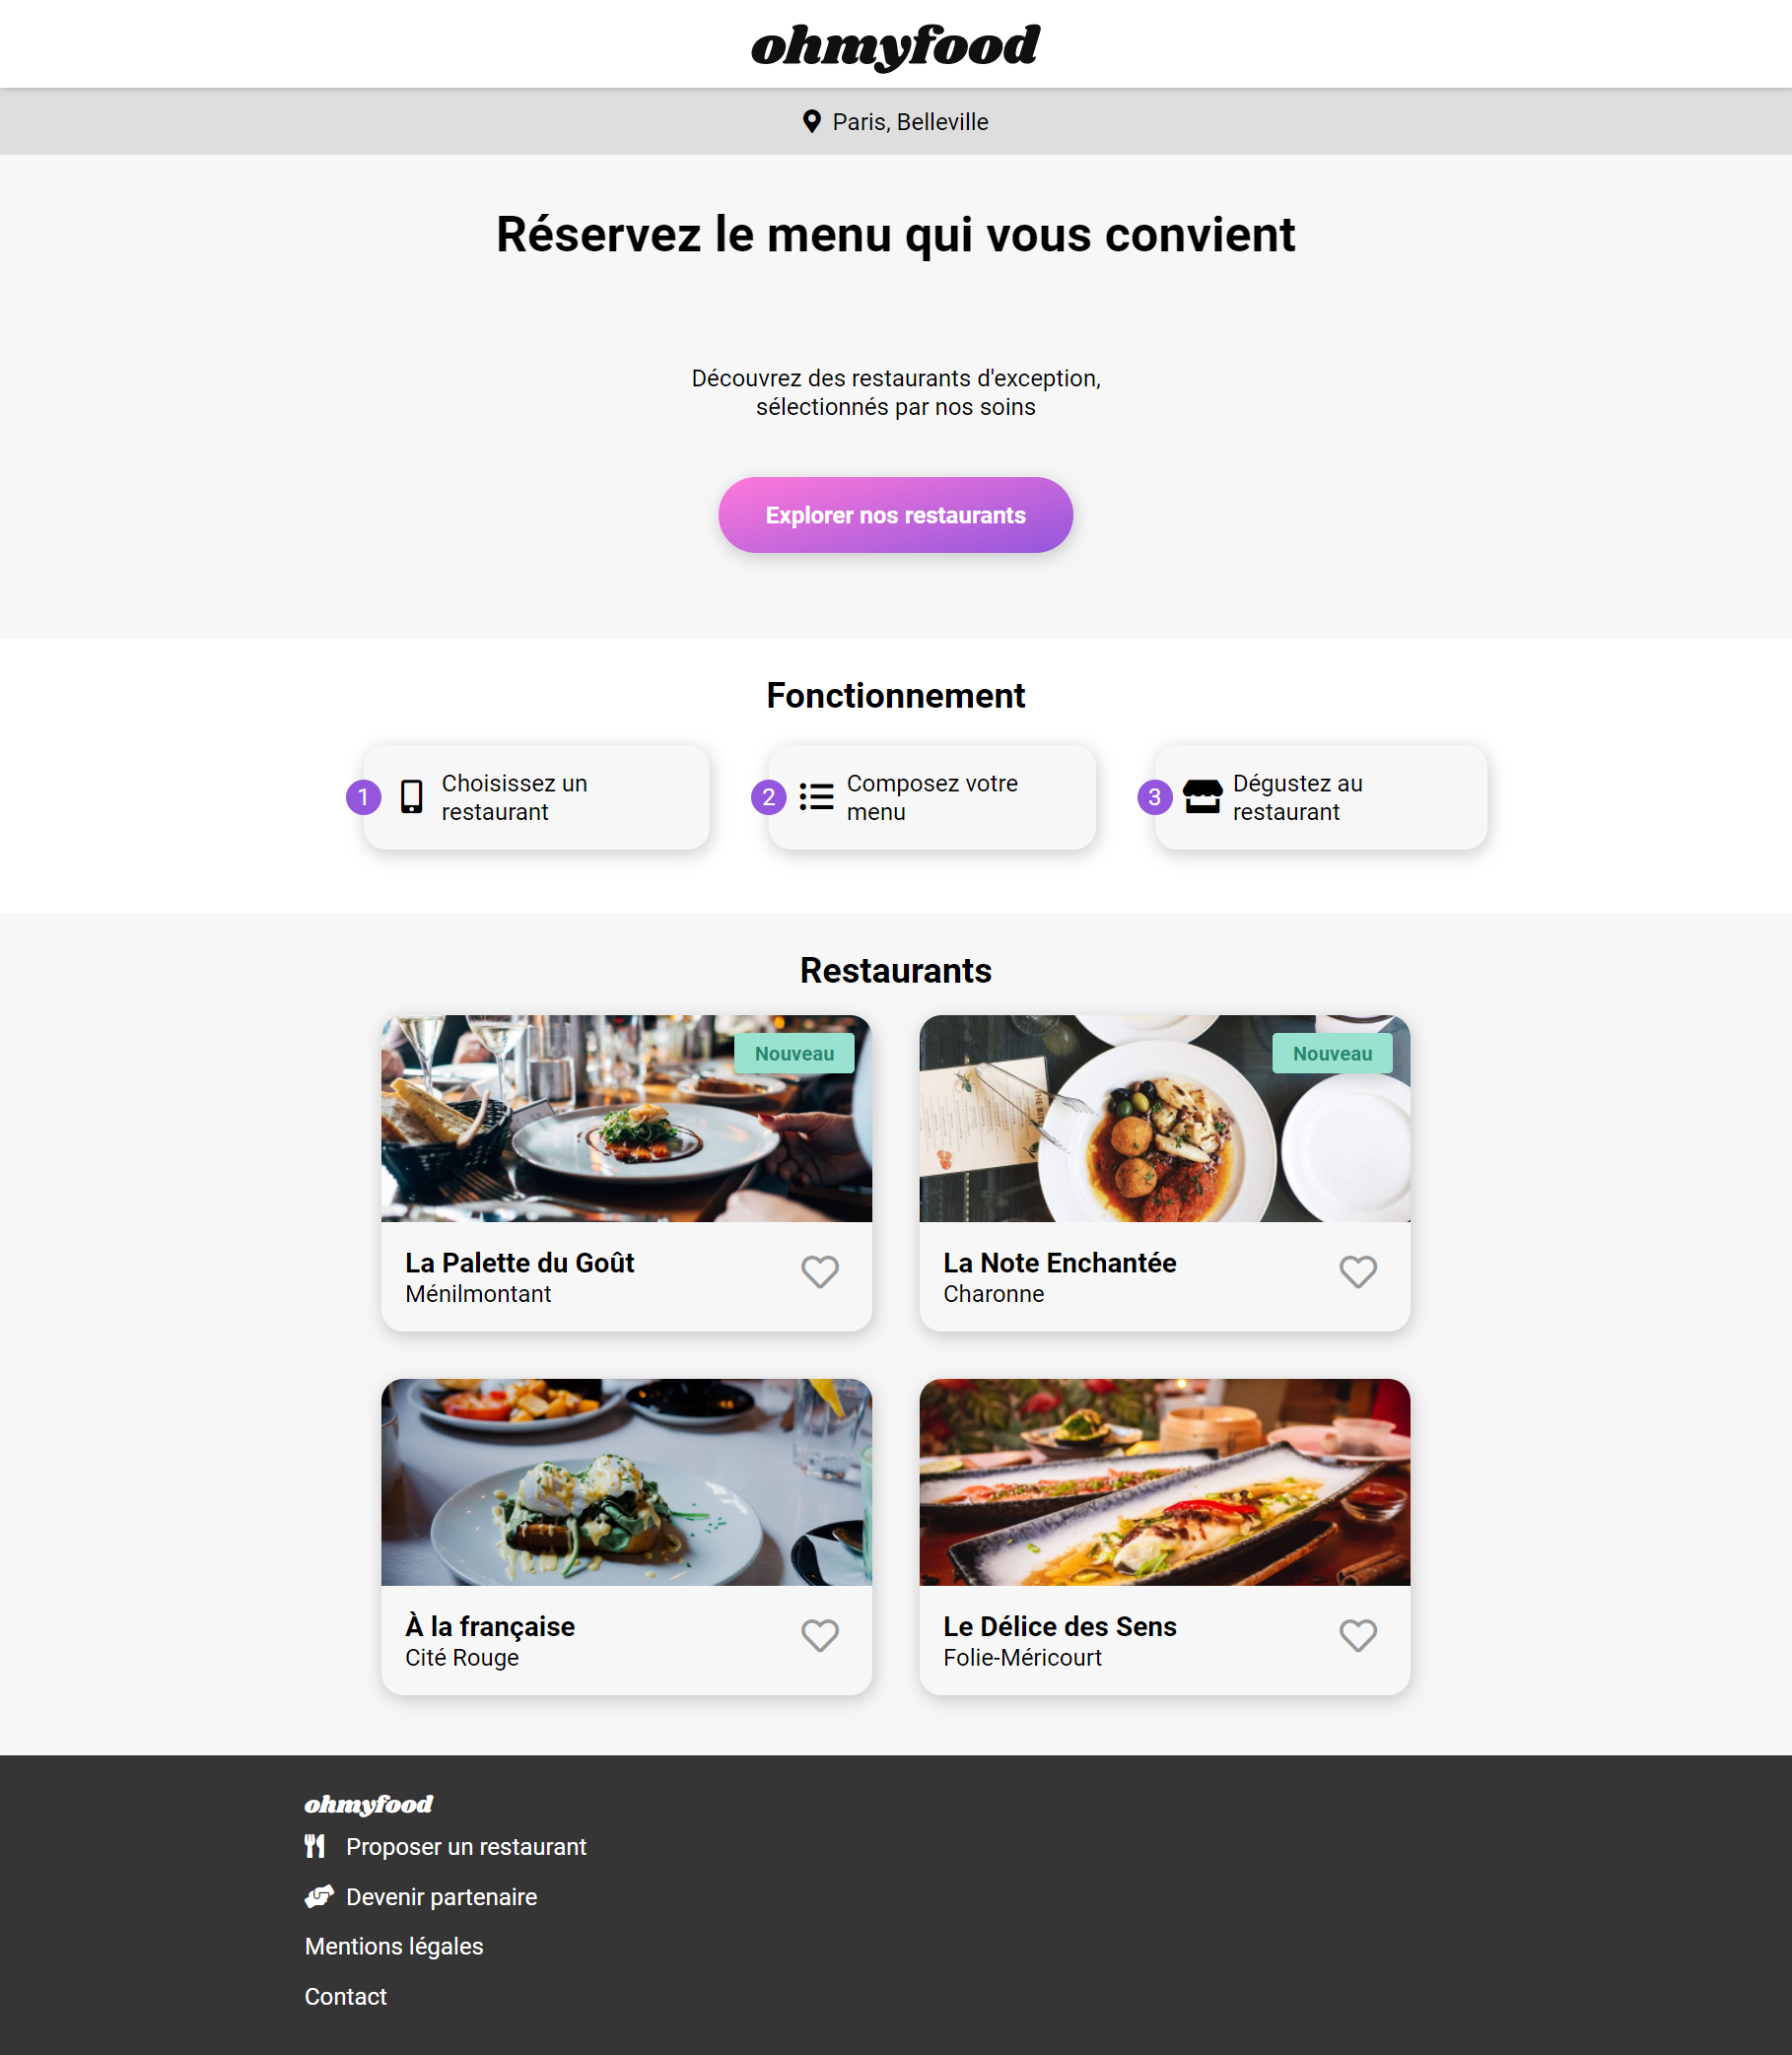 ohmyfood
Paris, Belleville
Réservez le menu qui vous convient
Découvrez des restaurants d'exception,
sélectionnés par nos soins
Explorer nos restaurants
Fonctionnement
1
Choisissez un
restaurant
2
Composez votre
menu
3
Dégustez au
restaurant
Restaurants
Nouveau
La Palette du Goût
Ménilmontant
Nouveau
La Note Enchantée
Charonne
À la française
Cité Rouge
Le Délice des Sens
Folie-Méricourt
ohmyfood
Proposer un restaurant
Devenir partenaire
Mentions légales
Contact